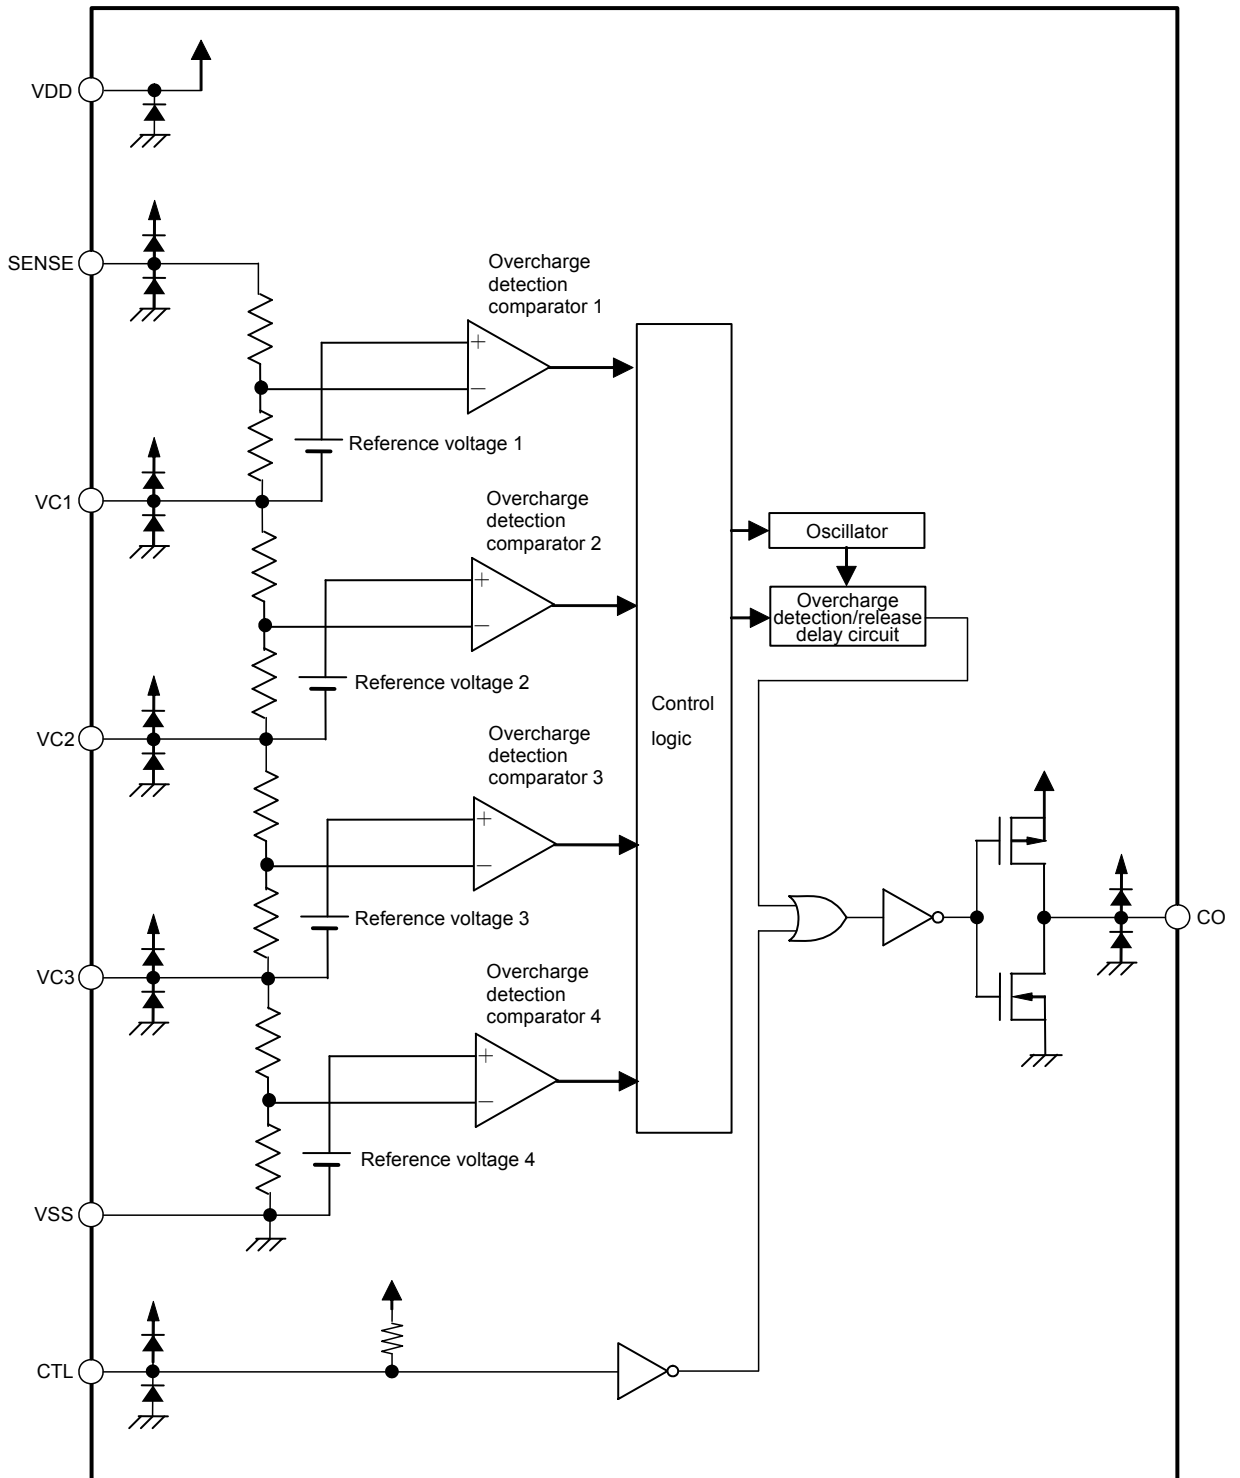 VDD
SENSE
Overcharge
detection
comparator 1
+
−
Reference voltage 1
VC1
Overcharge
detection
comparator 2
+
−
Oscillator
Overcharge
detection/release
delay circuit
Reference voltage 2
Control
logic
VC2
Overcharge
detection
comparator 3
+
−
Reference voltage 3
CO
VC3
Overcharge
detection
comparator 4
+
−
Reference voltage 4
VSS
CTL